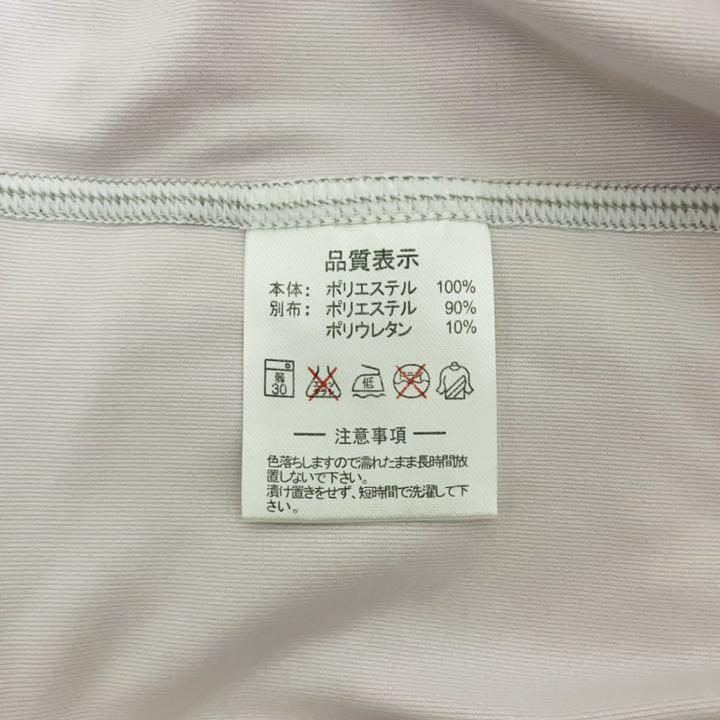 品質表示
本体: ポリエステル 100%
別布: ポリエステル 90%
ポリウレタン 10%
弱 低
30
注意事項
色落ちしますので濡れたまま長時間放
置しないで下さい。
漬け置きをせず、短時間で洗濯して下
さい。